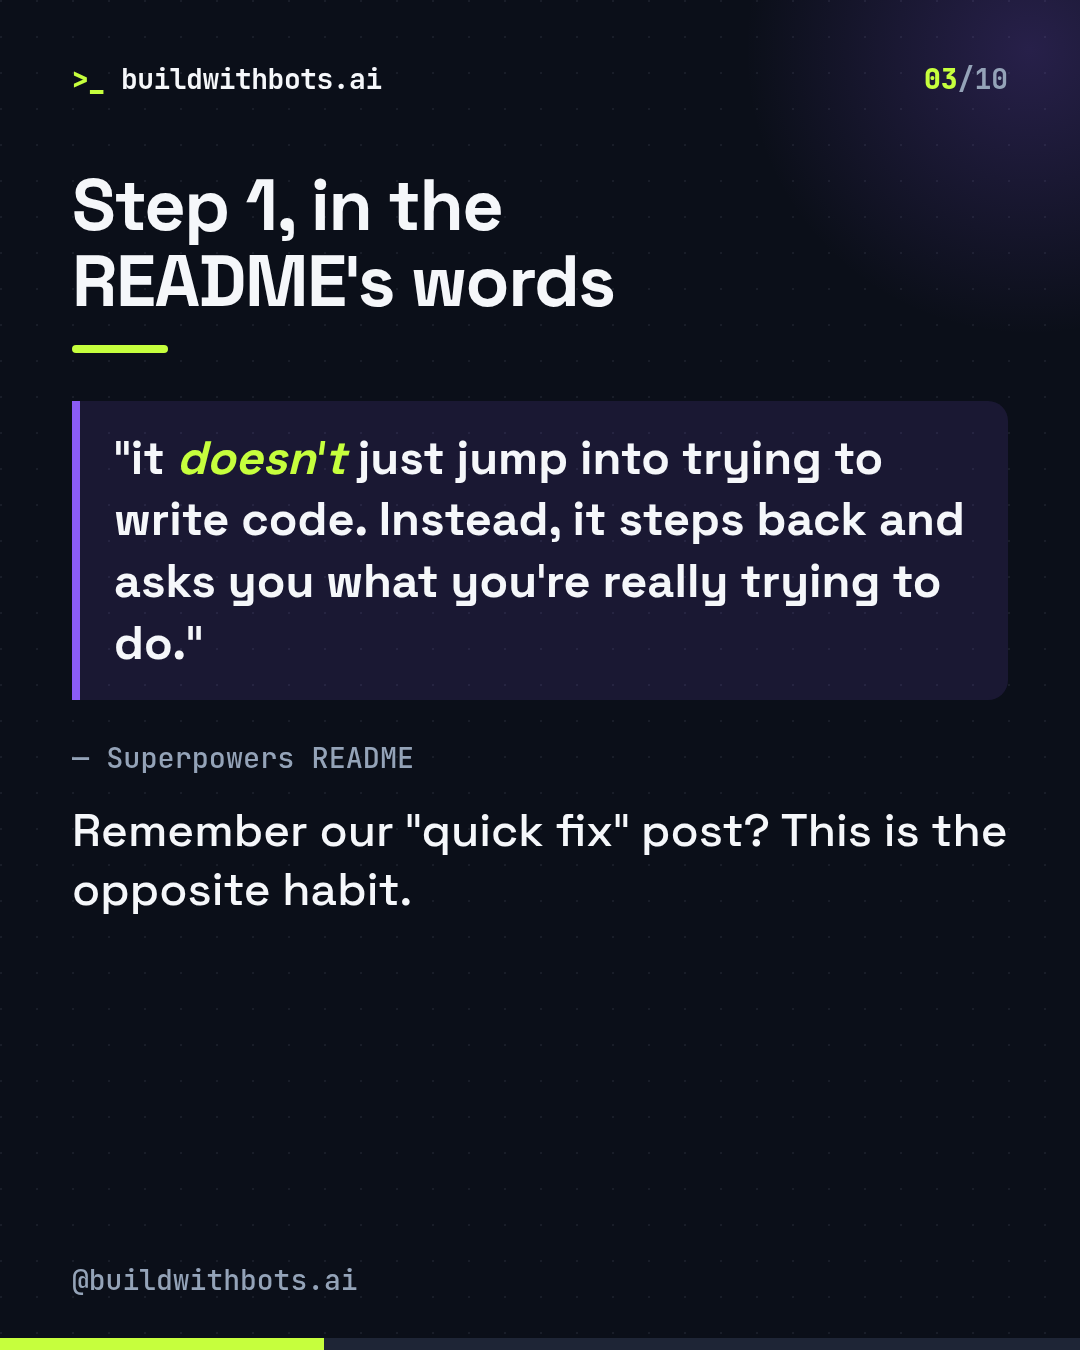 >_ buildwithbots.ai
03/10
Step 1, in the
README's words
"it doesn't just jump into trying to
write code. Instead, it steps back and
asks you what you're really trying to
do."
— Superpowers README
Remember our "quick fix" post? This is the
opposite habit.
@buildwithbots.ai